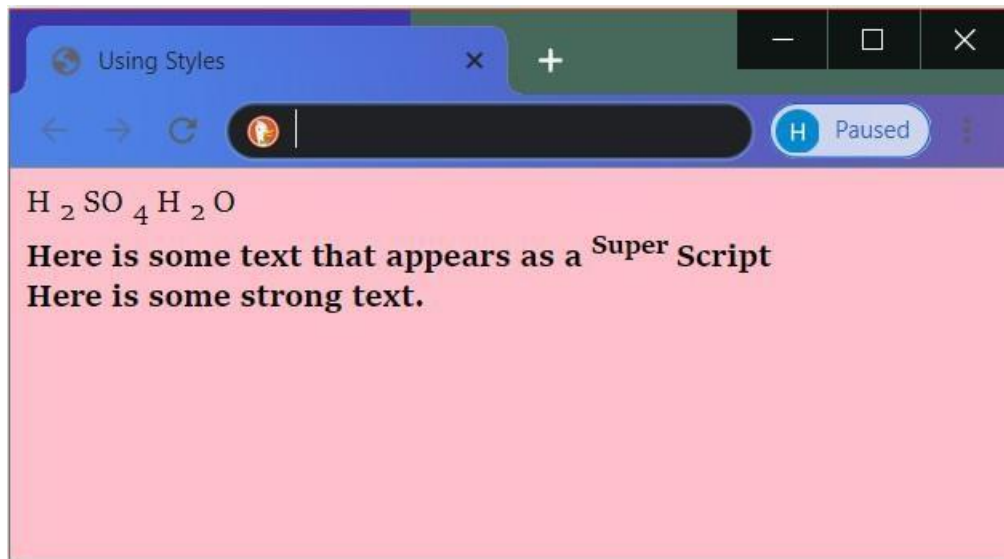 Using Styles
H Paused
H 2 SO 4 H 2 O
Here is some text that appears as a Super Script
Here is some strong text.